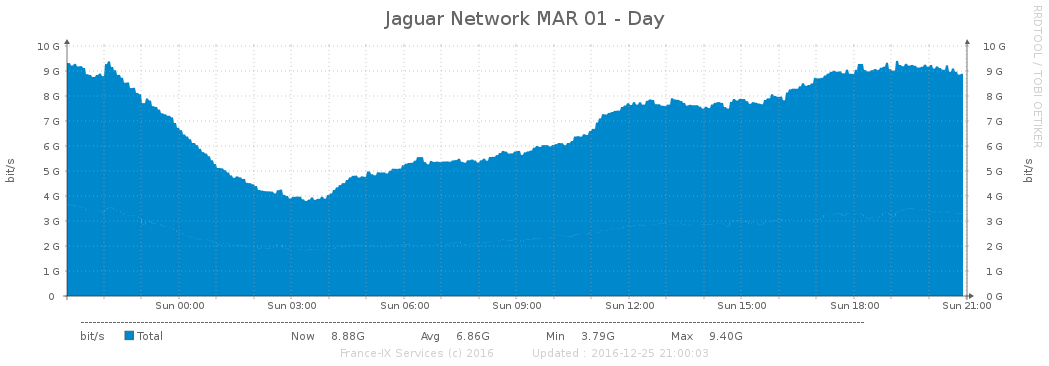 Jaguar Network MAR 01 - Day
RRDTOOL / TOBI OETIKER
10 G 10 G
9 G 9 G
8 G 8 G
7 G 7 G
6 G 6 G
5 G 5 G
4 G 4 G
3 G 3 G
2 G 2 G
1 G 1 G
0 0 G
bit/s
bit/s
Sun 00:00 Sun 03:00 Sun 06:00 Sun 09:00 Sun 12:00 Sun 15:00 Sun 18:00 Sun 21:00
bit/s Total Now 8.88G Avg 6.86G Min 3.79G Max 9.40G
France-IX Services (c) 2016 Updated : 2016-12-25 21:00:03